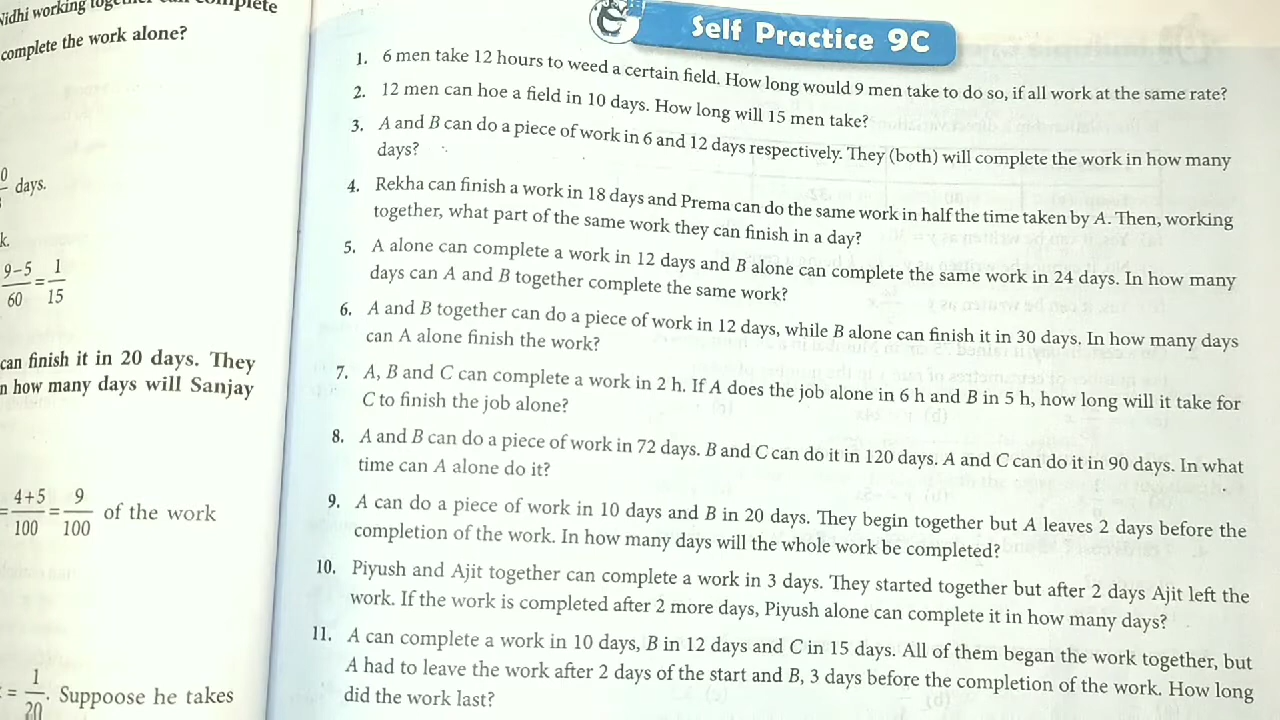 Nidhi working together can complete
complete the work alone?
days.
k.
9–5/60 = 1/15
can finish it in 20 days. They
n how many days will Sanjay
= 4+5/100 = 9/100 of the work
= 1/20. Suppoose he takes
Self Practice 9C
1. 6 men take 12 hours to weed a certain field. How long would 9 men take to do so, if all work at the same rate?
2. 12 men can hoe a field in 10 days. How long will 15 men take?
3. A and B can do a piece of work in 6 and 12 days respectively. They (both) will complete the work in how many
days?
4. Rekha can finish a work in 18 days and Prema can do the same work in half the time taken by A. Then, working
together, what part of the same work they can finish in a day?
5. A alone can complete a work in 12 days and B alone can complete the same work in 24 days. In how many
days can A and B together complete the same work?
6. A and B together can do a piece of work in 12 days, while B alone can finish it in 30 days. In how many days
can A alone finish the work?
7. A, B and C can complete a work in 2 h. If A does the job alone in 6 h and B in 5 h, how long will it take for
C to finish the job alone?
8. A and B can do a piece of work in 72 days. B and C can do it in 120 days. A and C can do it in 90 days. In what
time can A alone do it?
9. A can do a piece of work in 10 days and B in 20 days. They begin together but A leaves 2 days before the
completion of the work. In how many days will the whole work be completed?
10. Piyush and Ajit together can complete a work in 3 days. They started together but after 2 days Ajit left the
work. If the work is completed after 2 more days, Piyush alone can complete it in how many days?
11. A can complete a work in 10 days, B in 12 days and C in 15 days. All of them began the work together, but
A had to leave the work after 2 days of the start and B, 3 days before the completion of the work. How long
did the work last?